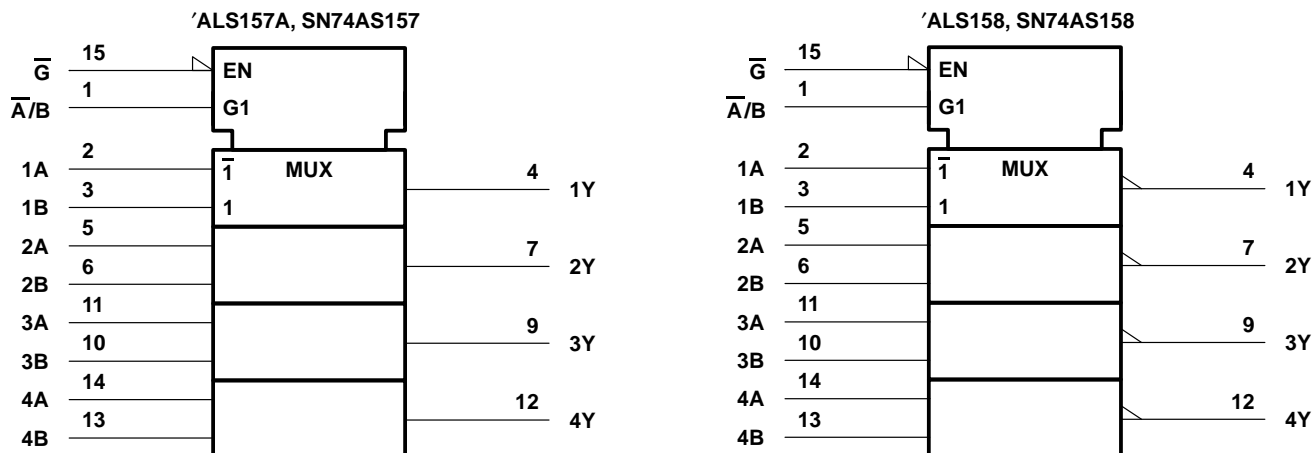 ′ALS157A, SN74AS157
G̅ 15 EN
A̅/B 1 G1
MUX
1A 2 1̅
1B 3 1
4 1Y
2A 5
2B 6
7 2Y
3A 11
3B 10
9 3Y
4A 14
4B 13
12 4Y
′ALS158, SN74AS158
G̅ 15 EN
A̅/B 1 G1
MUX
1A 2 1̅
1B 3 1
4 1Y
2A 5
2B 6
7 2Y
3A 11
3B 10
9 3Y
4A 14
4B 13
12 4Y